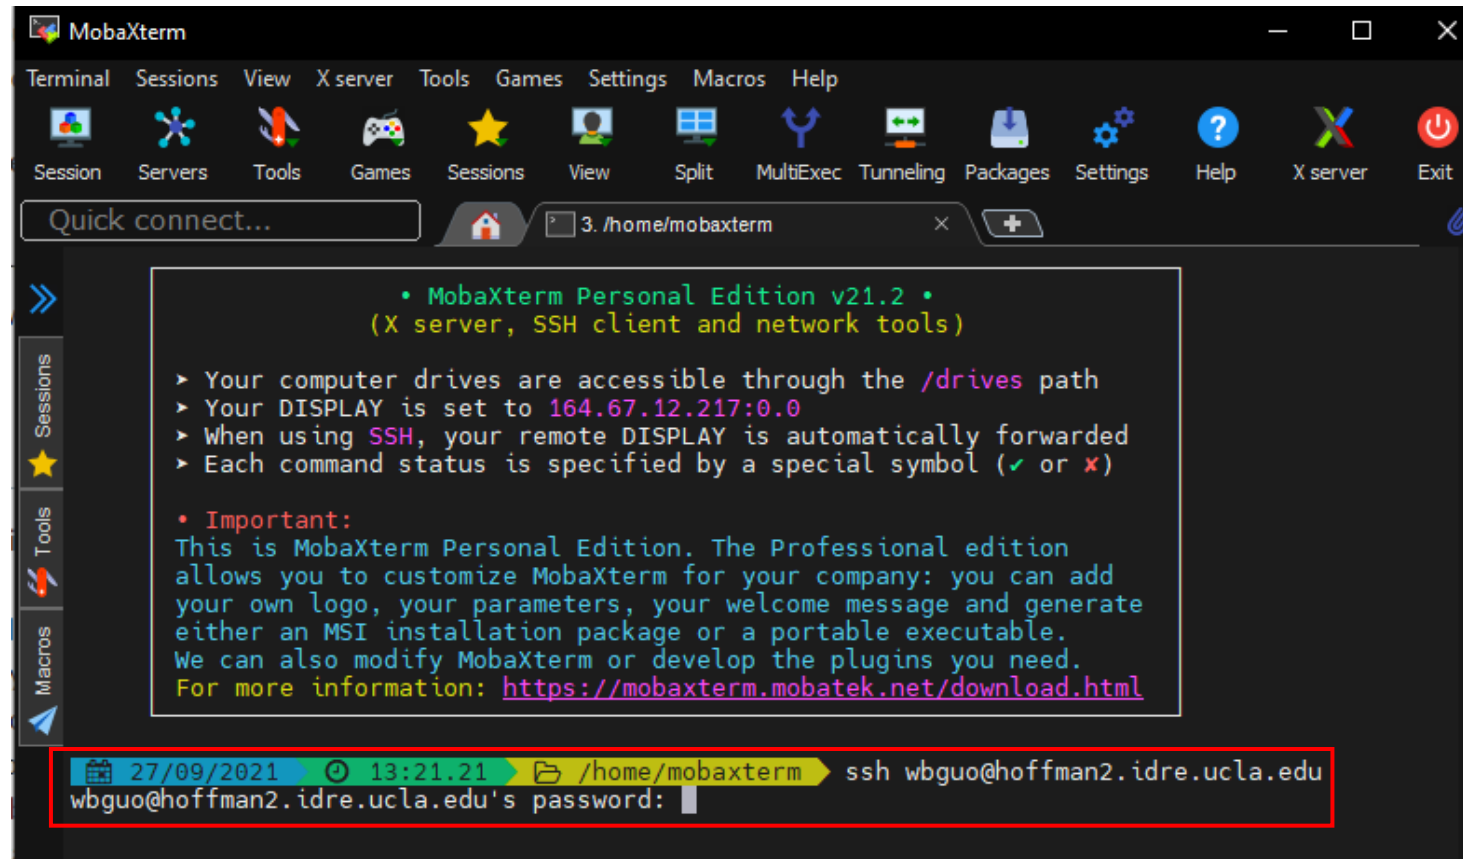 MobaXterm
Terminal Sessions View X server Tools Games Settings Macros Help
Session Servers Tools Games Sessions View Split MultiExec Tunneling Packages Settings Help X server Exit
Quick connect...
3. /home/mobaxterm
• MobaXterm Personal Edition v21.2 •
(X server, SSH client and network tools)
➤ Your computer drives are accessible through the /drives path
➤ Your DISPLAY is set to 164.67.12.217:0.0
➤ When using SSH, your remote DISPLAY is automatically forwarded
➤ Each command status is specified by a special symbol (✔ or ✘)
• Important:
This is MobaXterm Personal Edition. The Professional edition
allows you to customize MobaXterm for your company: you can add
your own logo, your parameters, your welcome message and generate
either an MSI installation package or a portable executable.
We can also modify MobaXterm or develop the plugins you need.
For more information: https://mobaxterm.mobatek.net/download.html
Sessions
Tools
Macros
27/09/2021 13:21.21 /home/mobaxterm ssh wbguo@hoffman2.idre.ucla.edu
wbguo@hoffman2.idre.ucla.edu's password: